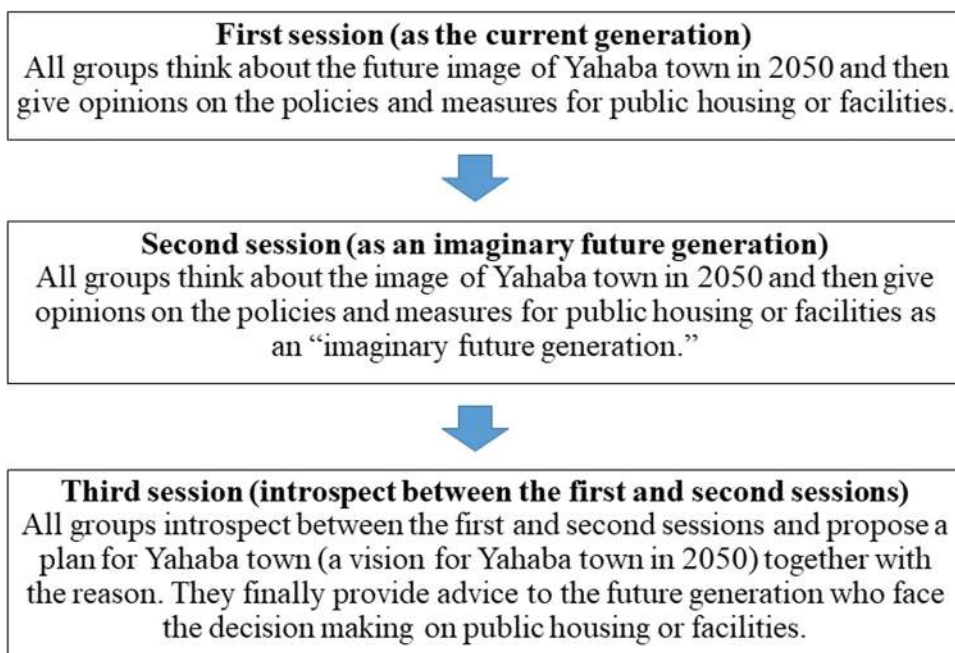 First session (as the current generation)
All groups think about the future image of Yahaba town in 2050 and then
give opinions on the policies and measures for public housing or facilities.
Second session (as an imaginary future generation)
All groups think about the image of Yahaba town in 2050 and then give
opinions on the policies and measures for public housing or facilities as
an “imaginary future generation.”
Third session (introspect between the first and second sessions)
All groups introspect between the first and second sessions and propose a
plan for Yahaba town (a vision for Yahaba town in 2050) together with
the reason. They finally provide advice to the future generation who face
the decision making on public housing or facilities.